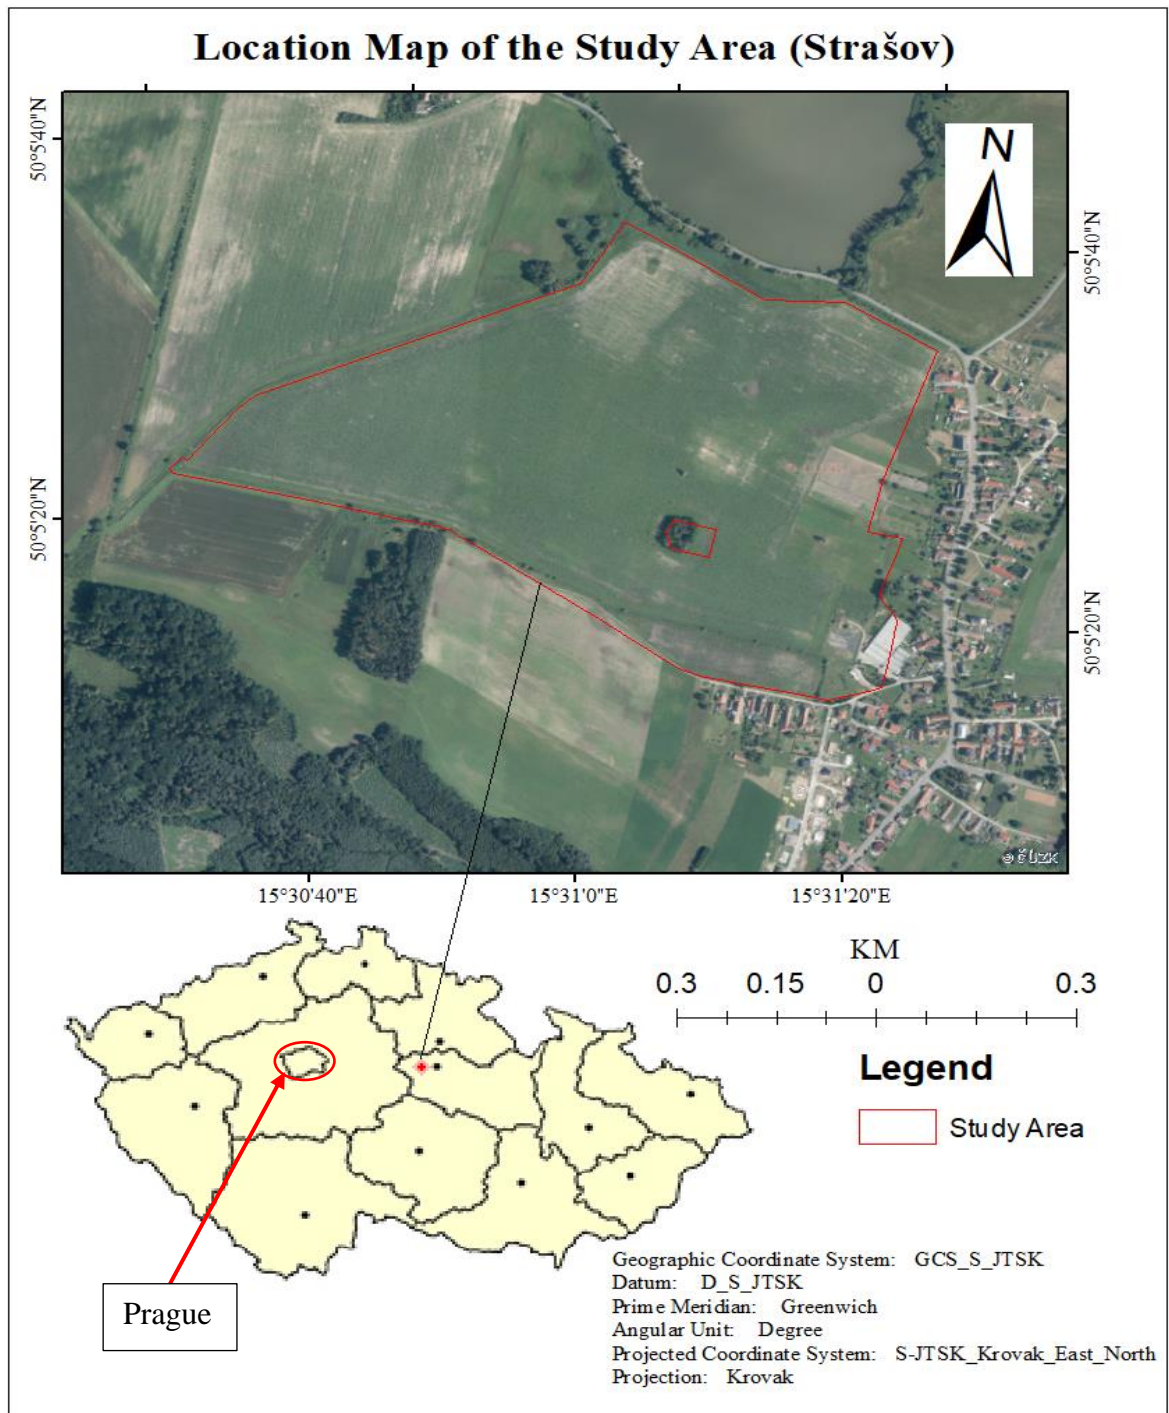 Location Map of the Study Area (Strašov)
N
50°5'40"N
50°5'40"N
50°5'20"N
50°5'20"N
© ČÚZK
15°30'40"E 15°31'0"E 15°31'20"E
KM
0.3 0.15 0 0.3
Legend
Study Area
Prague
Geographic Coordinate System: GCS_S_JTSK
Datum: D_S_JTSK
Prime Meridian: Greenwich
Angular Unit: Degree
Projected Coordinate System: S-JTSK_Krovak_East_North
Projection: Krovak